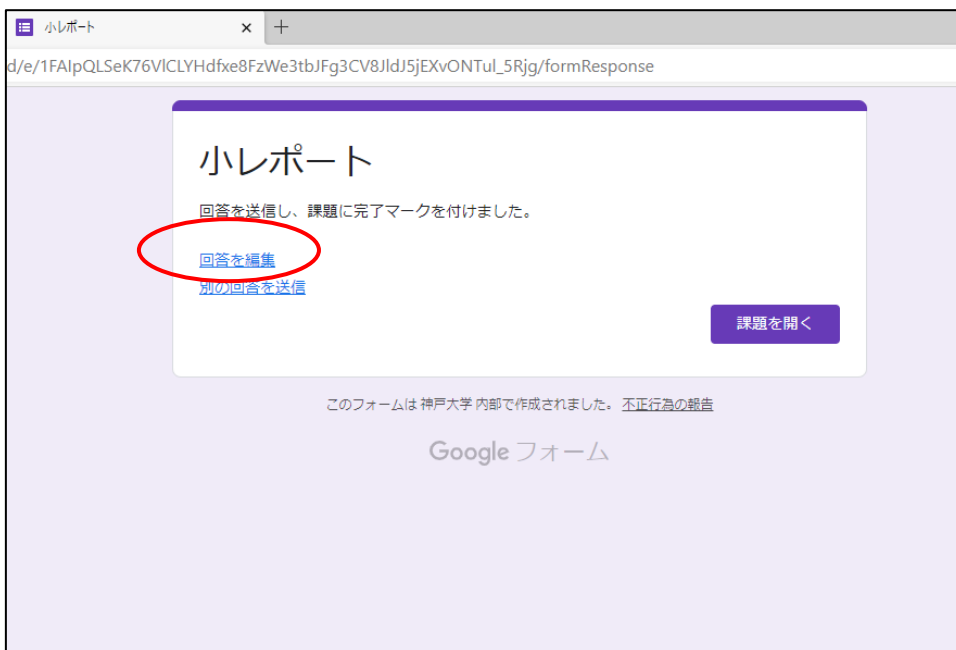 小レポート
d/e/1FAIpQLSeK76VlCLYHdfxe8FzWe3tbJFg3CV8JldJ5jEXvONTul_5Rjg/formResponse
小レポート
回答を送信し、課題に完了マークを付けました。
回答を編集
別の回答を送信
課題を開く
このフォームは 神戸大学 内部で作成されました。 不正行為の報告
Google フォーム